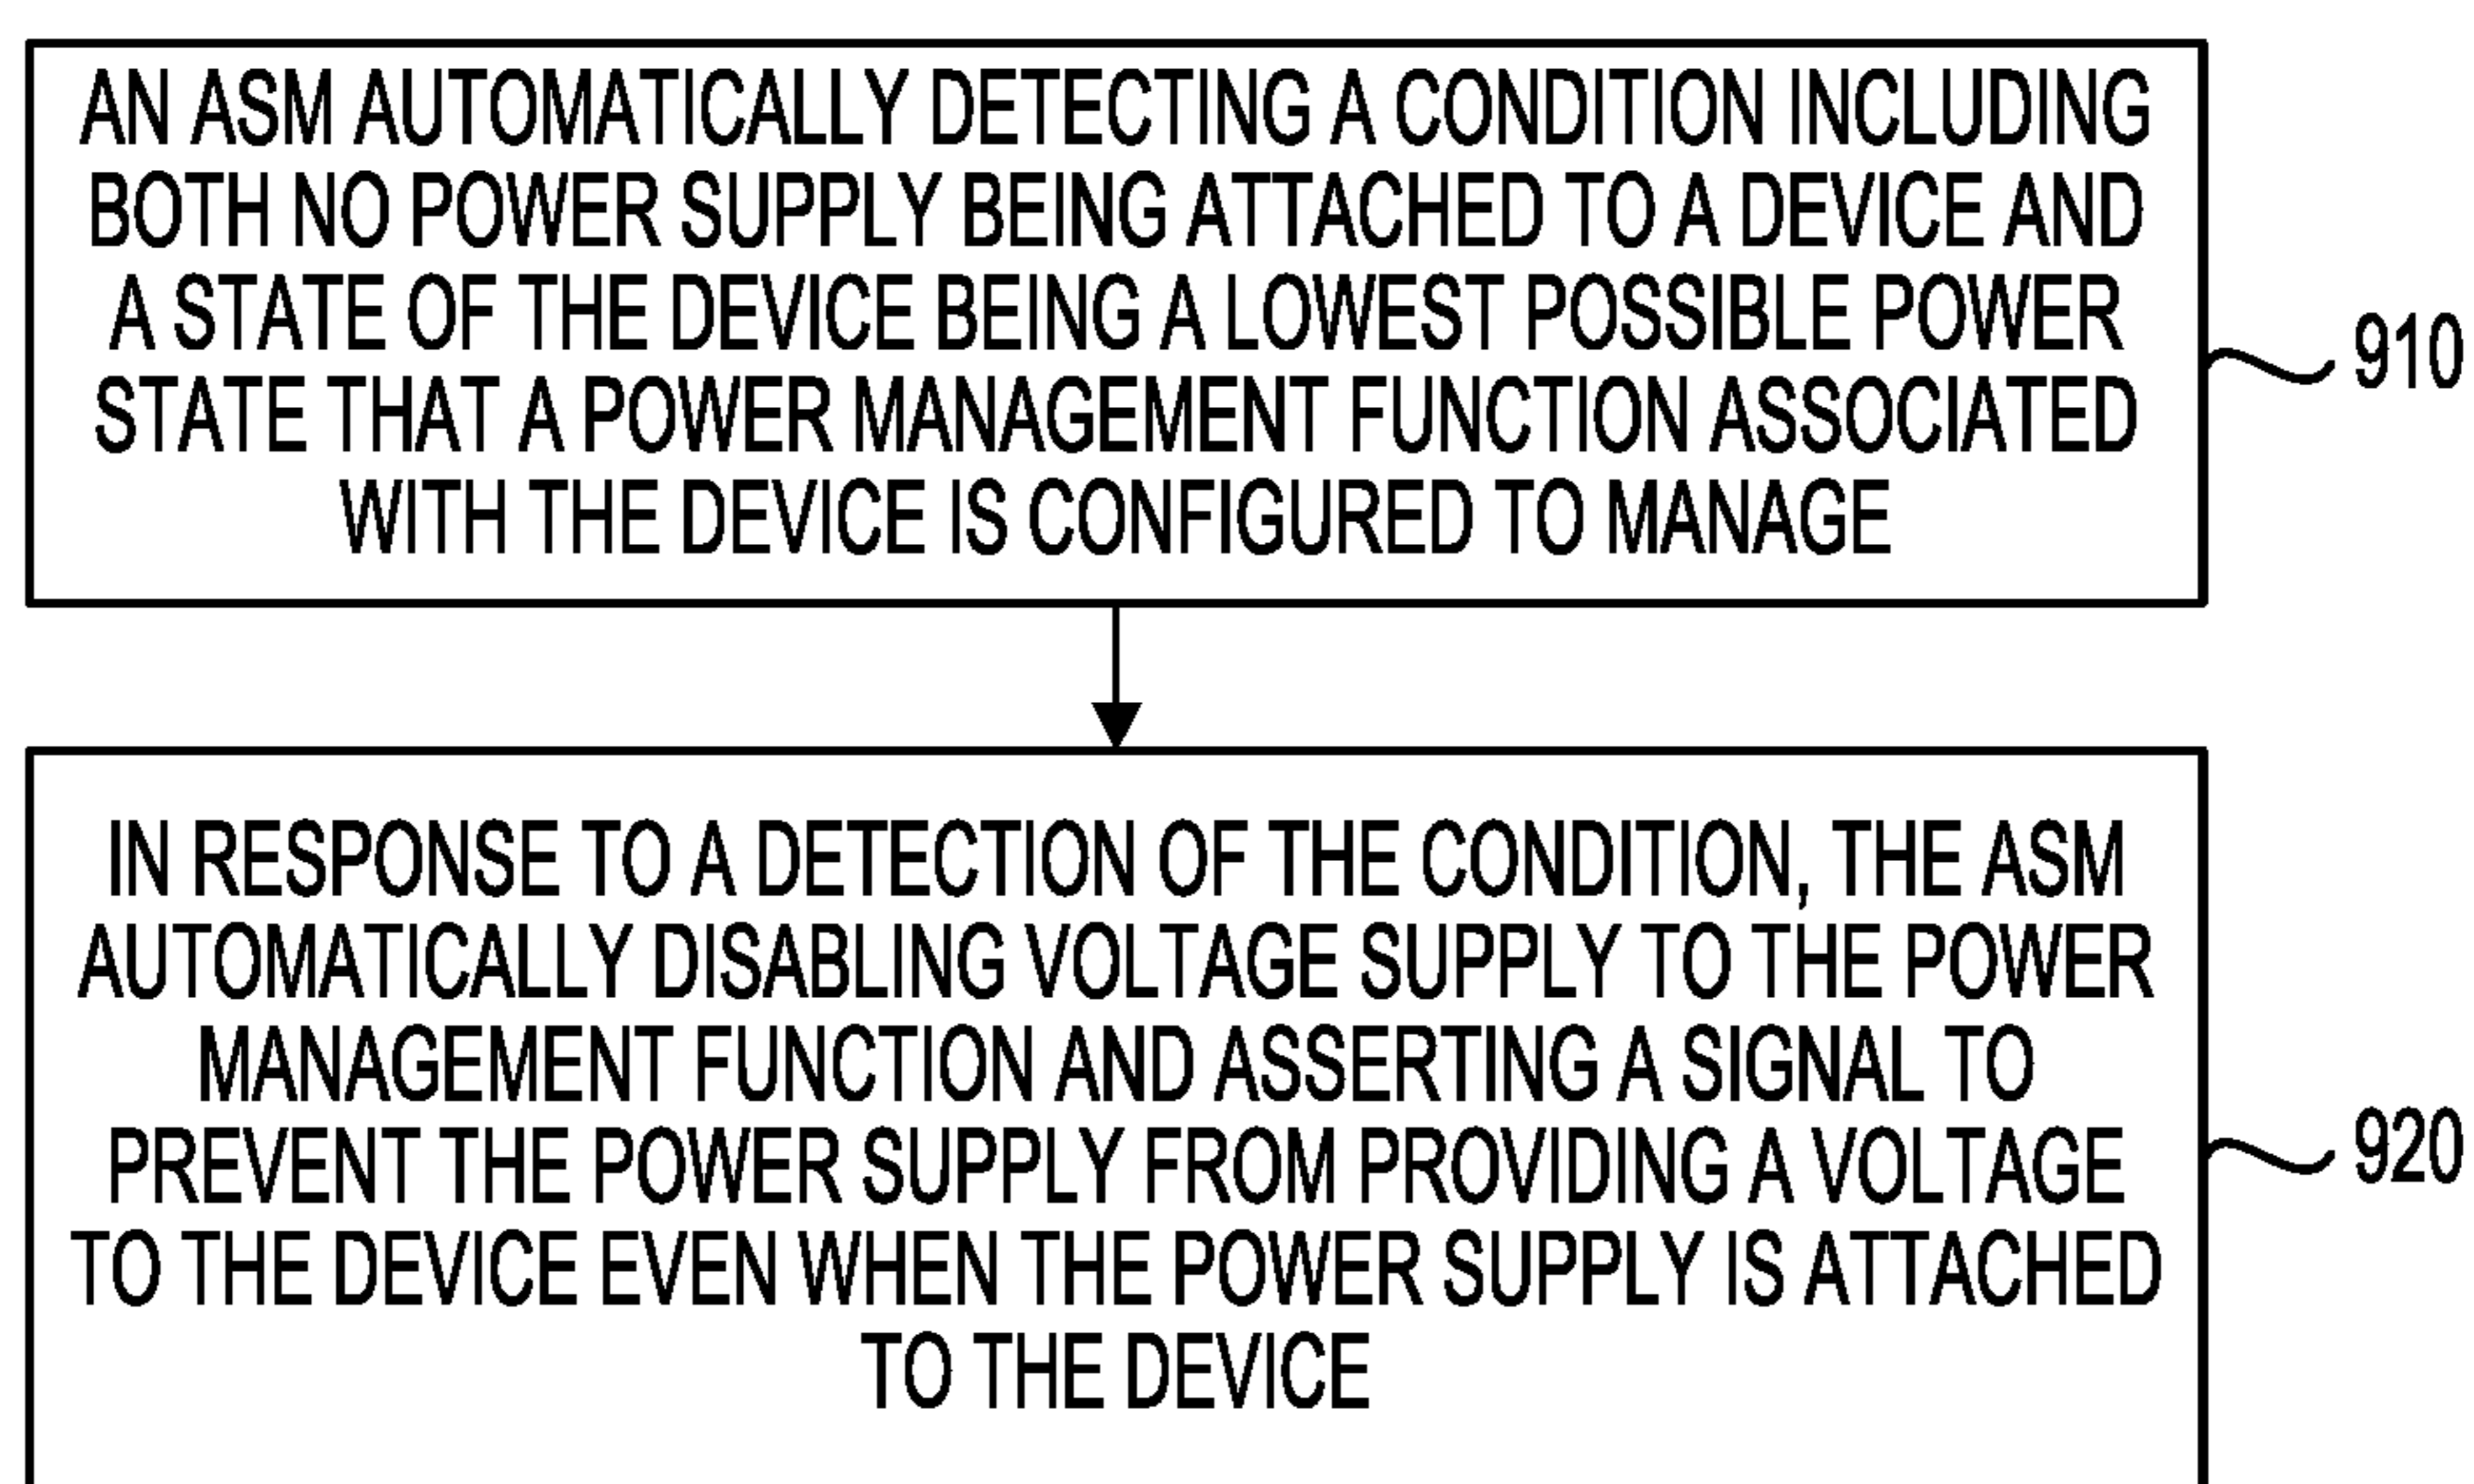 AN ASM AUTOMATICALLY DETECTING A CONDITION INCLUDING
BOTH NO POWER SUPPLY BEING ATTACHED TO A DEVICE AND
A STATE OF THE DEVICE BEING A LOWEST POSSIBLE POWER
STATE THAT A POWER MANAGEMENT FUNCTION ASSOCIATED
WITH THE DEVICE IS CONFIGURED TO MANAGE
910
IN RESPONSE TO A DETECTION OF THE CONDITION, THE ASM
AUTOMATICALLY DISABLING VOLTAGE SUPPLY TO THE POWER
MANAGEMENT FUNCTION AND ASSERTING A SIGNAL TO
PREVENT THE POWER SUPPLY FROM PROVIDING A VOLTAGE
TO THE DEVICE EVEN WHEN THE POWER SUPPLY IS ATTACHED
TO THE DEVICE
920